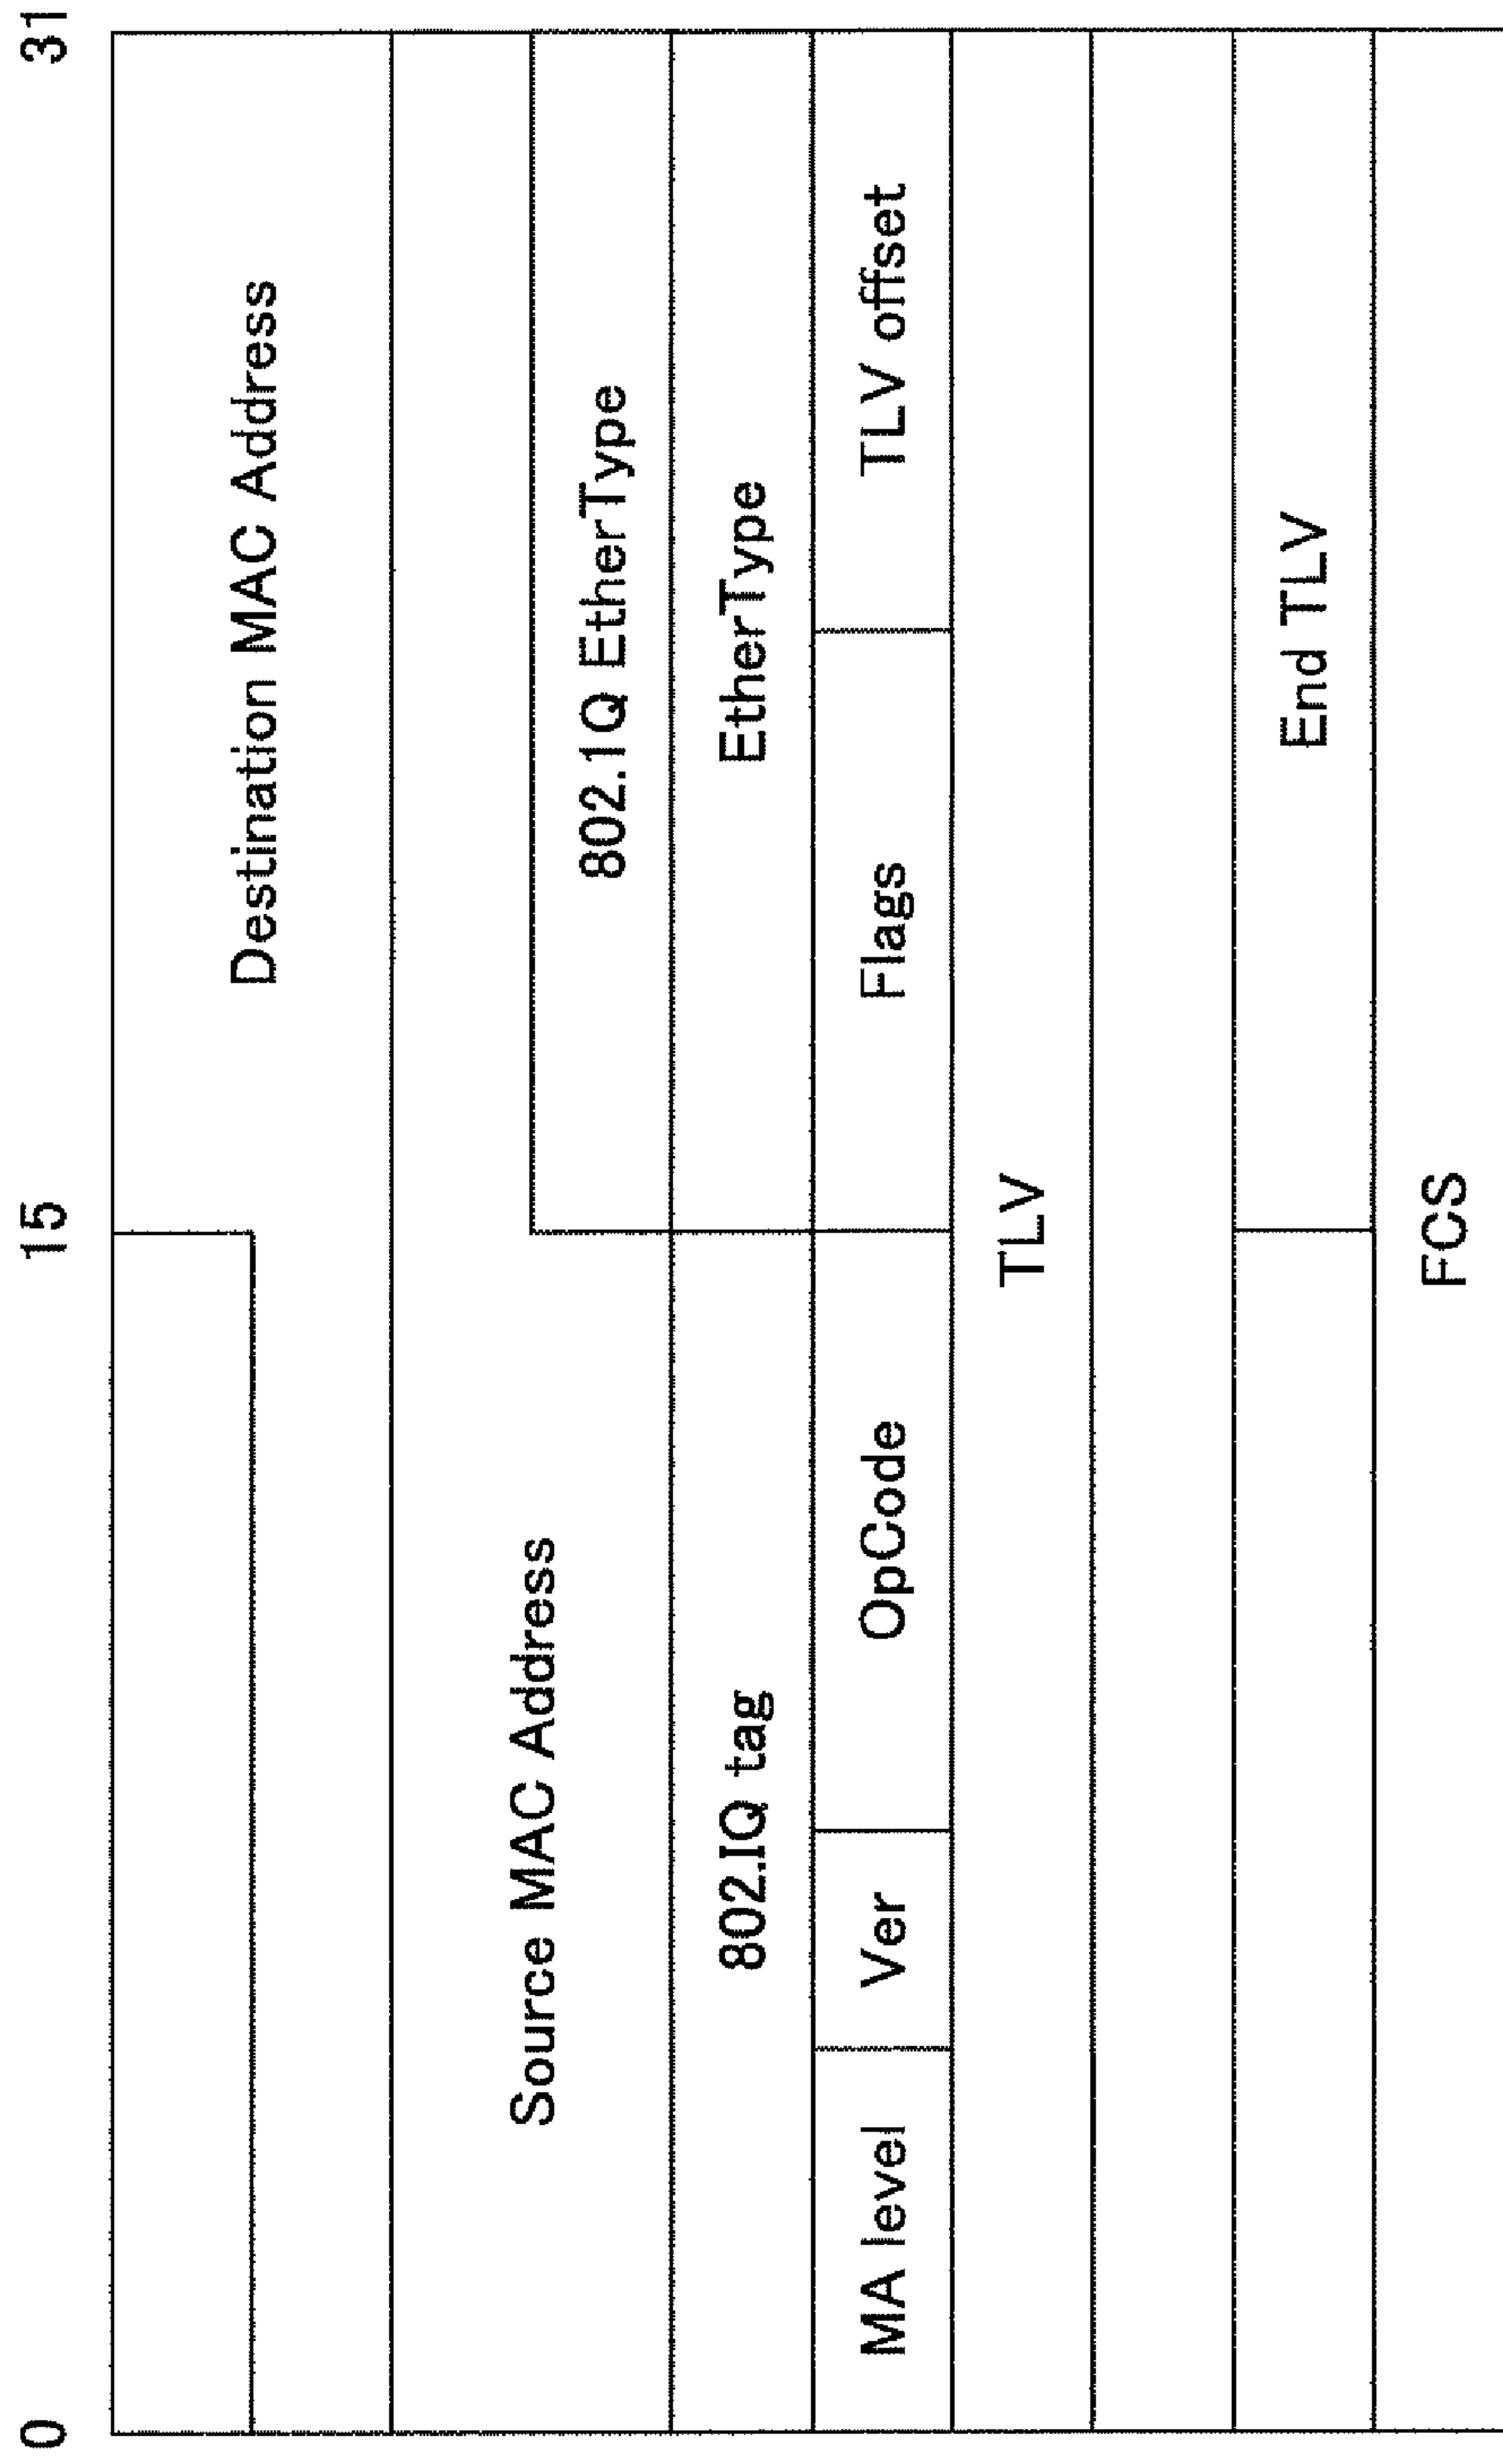 0 15 31
Destination MAC Address
Source MAC Address
802.1Q EtherType
802.IQ tag EtherType
MA level Ver OpCode Flags TLV offset
TLV
End TLV
FCS